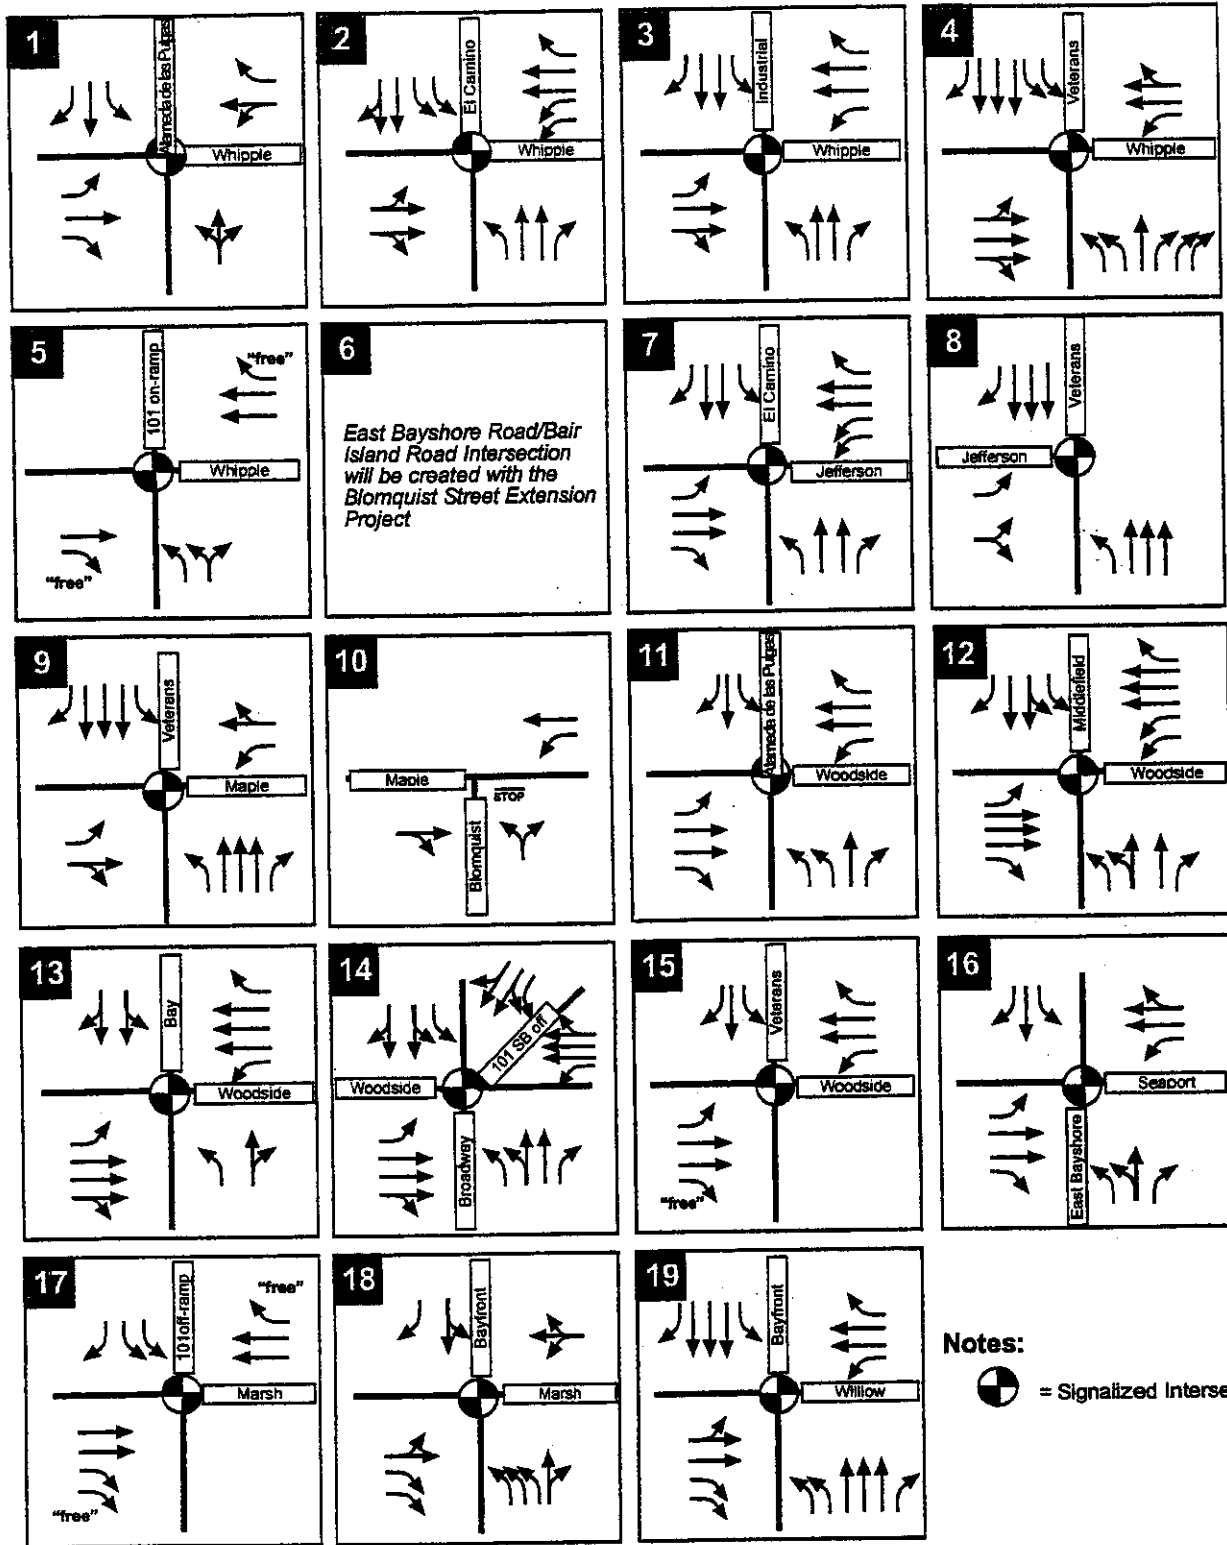 1
Alameda de las Pulgas
Whipple
2
El Camino
Whipple
3
Industrial
Whipple
4
Veterans
Whipple
5
101 on-ramp
"free"
Whipple
"free"
6
East Bayshore Road/Bair
Island Road Intersection
will be created with the
Blomquist Street Extension
Project
7
El Camino
Jefferson
8
Veterans
Jefferson
9
Veterans
Maple
10
Maple
STOP
Blomquist
11
Alameda de las Pulgas
Woodside
12
Middlefield
Woodside
13
Bay
Woodside
14
101 SB off
Woodside
Broadway
15
Veterans
Woodside
"free"
16
Seaport
East Bayshore
17
101off-ramp
"free"
Marsh
"free"
18
Bayfront
Marsh
19
Bayfront
Willow
Notes:
= Signalized Interse